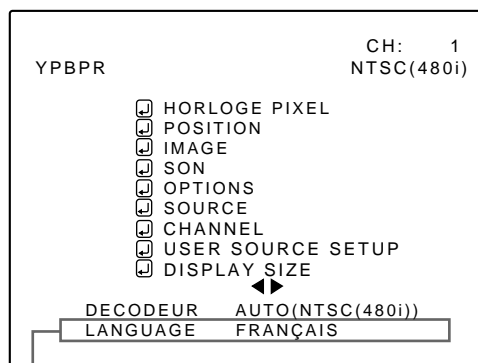 CH: 1
YPBPR NTSC(480i)
HORLOGE PIXEL
POSITION
IMAGE
SON
OPTIONS
SOURCE
CHANNEL
USER SOURCE SETUP
DISPLAY SIZE
DECODEUR AUTO(NTSC(480i))
LANGUAGE FRANÇAIS